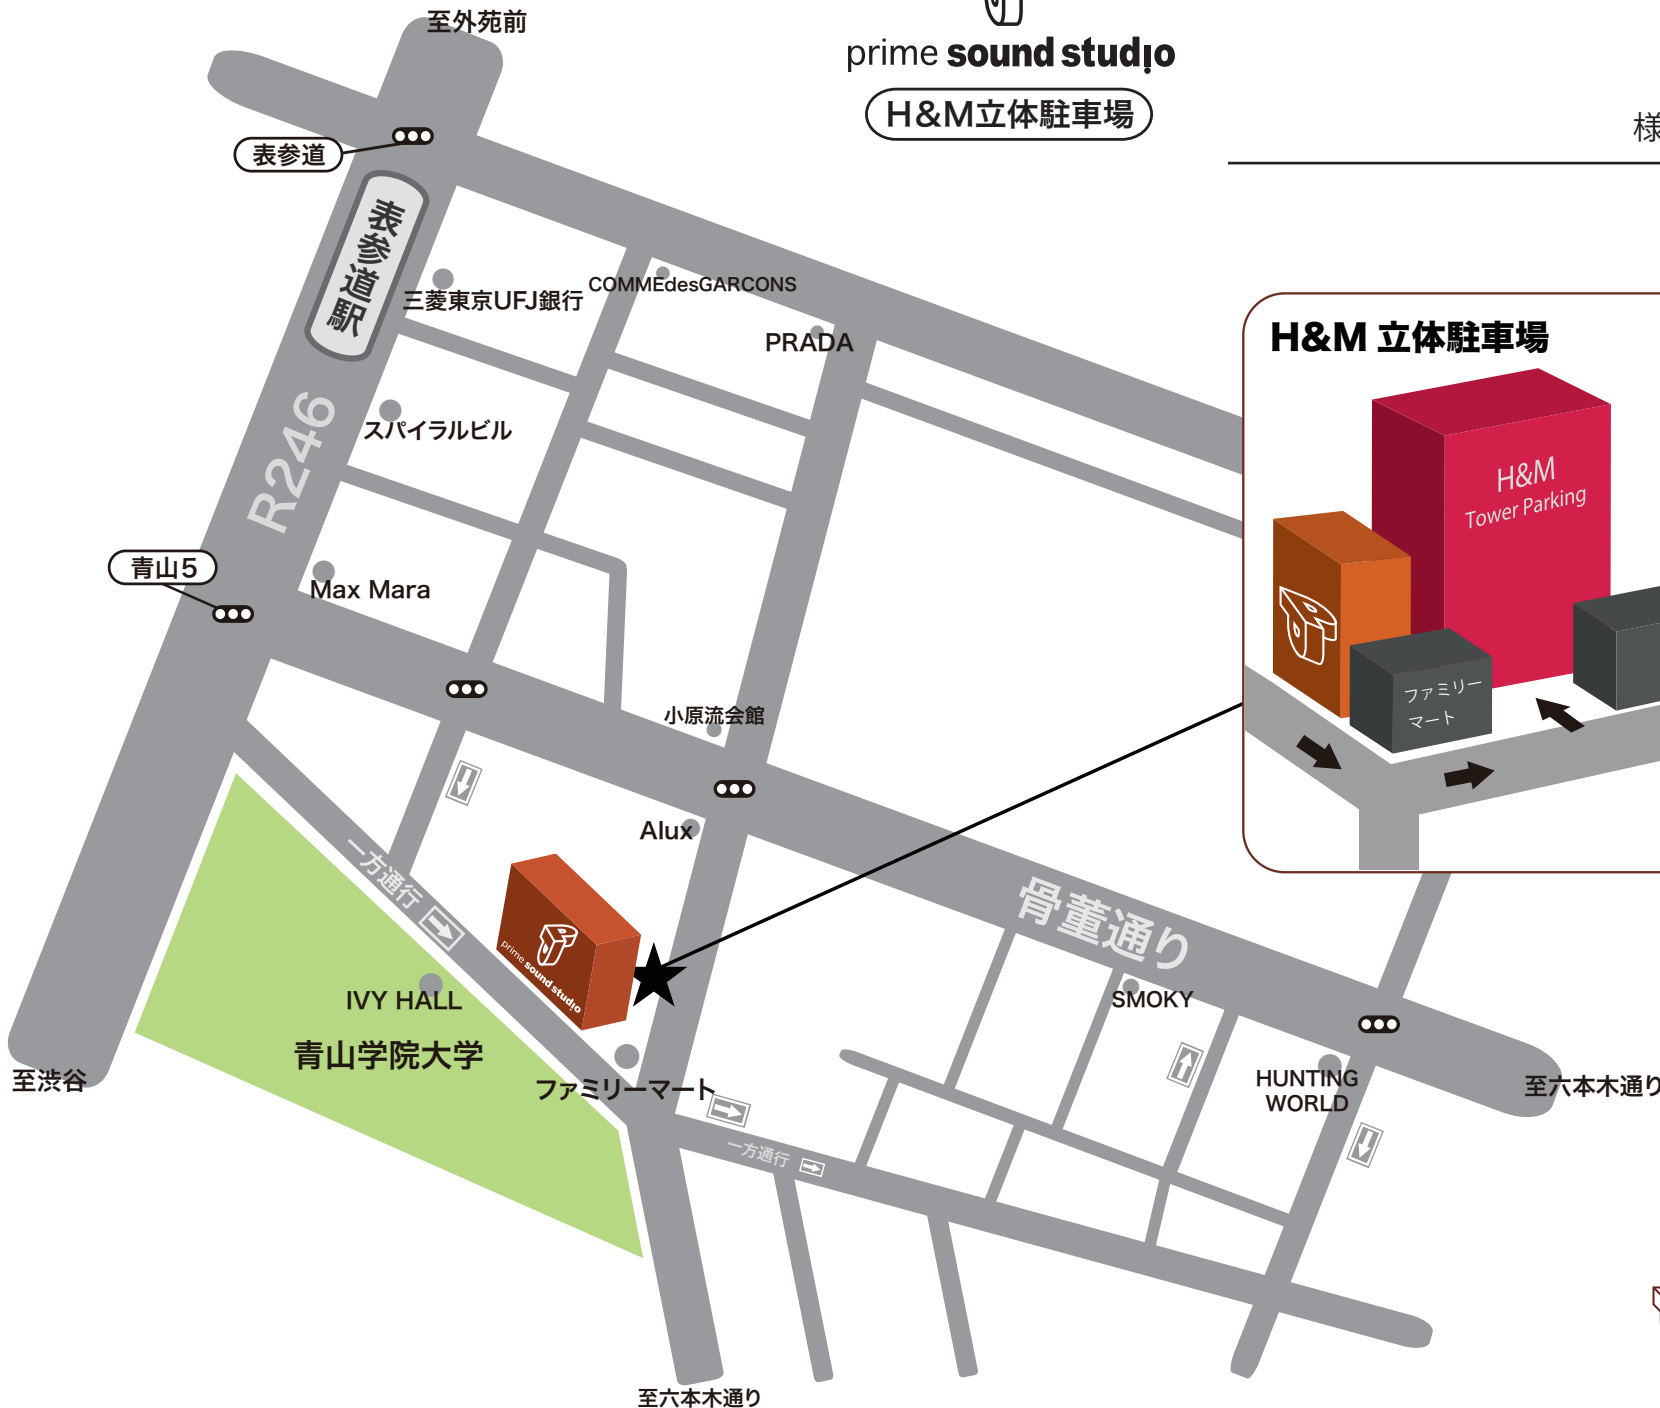 至外苑前
prime sound studio
H&M立体駐車場
様
表参道
表参道駅
三菱東京UFJ銀行
COMMEdesGARCONS
PRADA
H&M 立体駐車場
H&M
Tower Parking
ファミリー
マート
スパイラルビル
R246
青山5
Max Mara
小原流会館
Alux
一方通行
骨董通り
prime sound studio
IVY HALL
青山学院大学
SMOKY
至渋谷
ファミリーマート
HUNTING
WORLD
至六本木通り
一方通行
至六本木通り